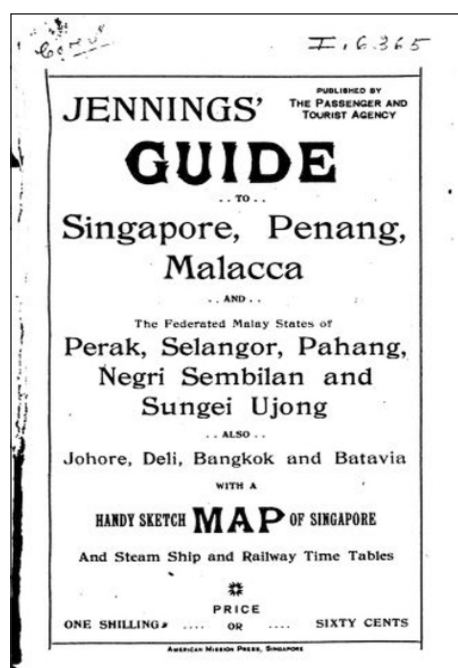 I, 6.365
JENNINGS'
PUBLISHED BY
THE PASSENGER AND
TOURIST AGENCY
GUIDE
. . TO . .
Singapore, Penang,
Malacca
. . AND . .
The Federated Malay States of
Perak, Selangor, Pahang,
Negri Sembilan and
Sungei Ujong
. . ALSO . .
Johore, Deli, Bangkok and Batavia
WITH A
HANDY SKETCH MAP OF SINGAPORE
And Steam Ship and Railway Time Tables
PRICE
ONE SHILLING .... OR .... SIXTY CENTS
AMERICAN MISSION PRESS, SINGAPORE